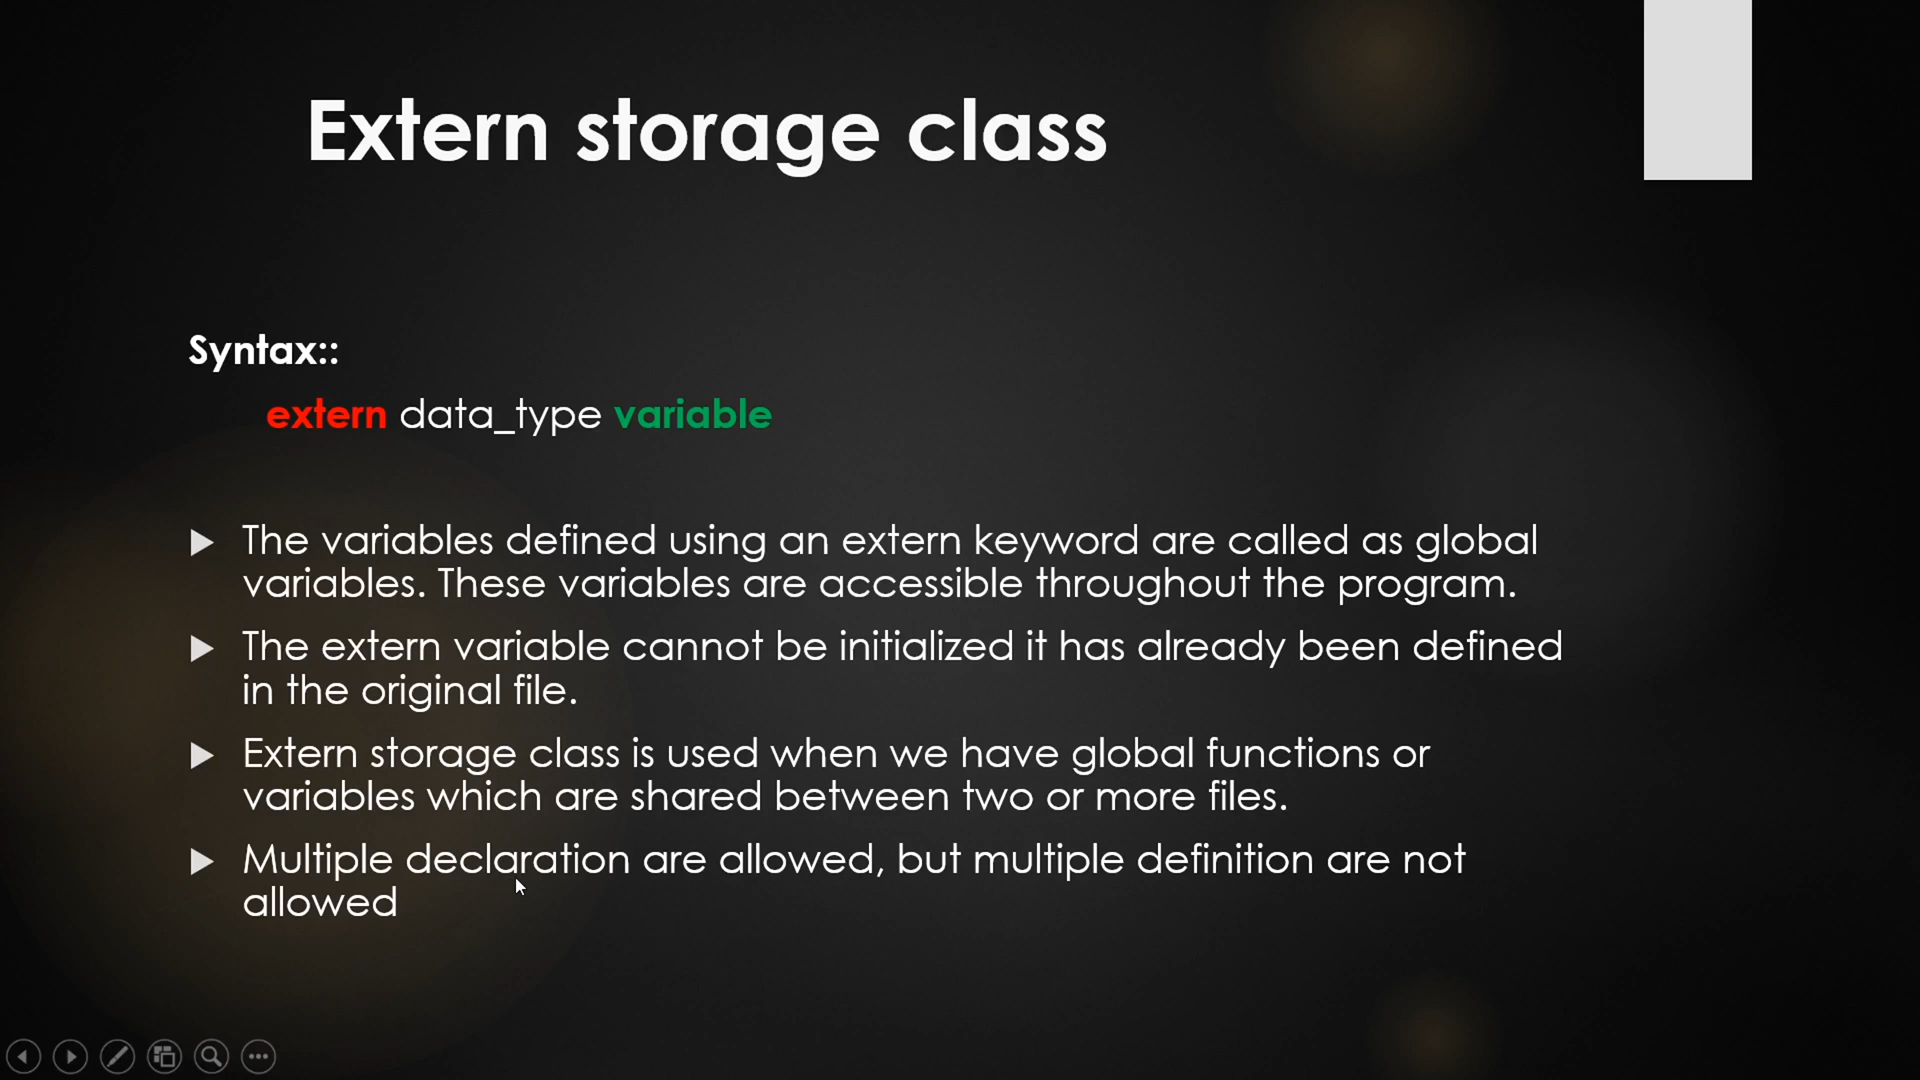 Extern storage class
Syntax::
extern data_type variable
The variables defined using an extern keyword are called as global
variables. These variables are accessible throughout the program.
The extern variable cannot be initialized it has already been defined
in the original file.
Extern storage class is used when we have global functions or
variables which are shared between two or more files.
Multiple declaration are allowed, but multiple definition are not
allowed